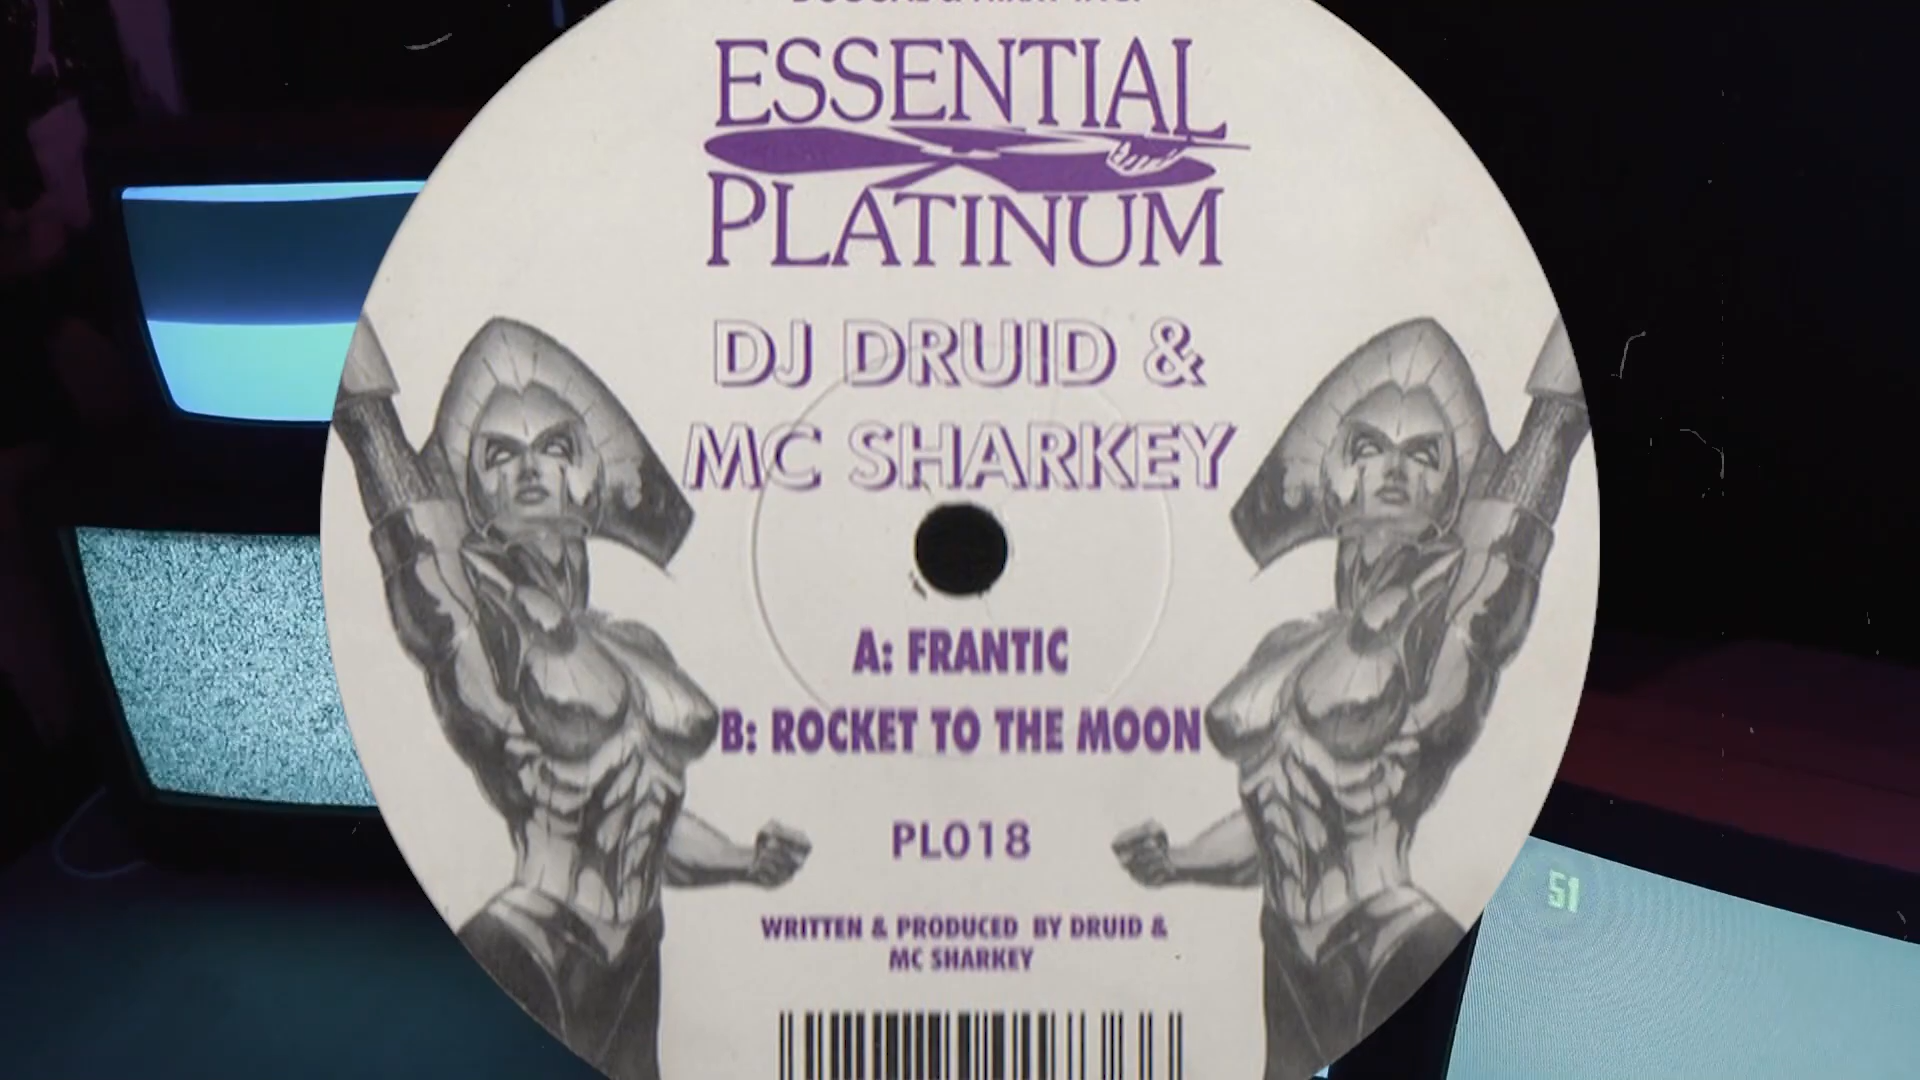 ESSENTIAL
PLATINUM
DJ DRUID &
MC SHARKEY
A: FRANTIC
B: ROCKET TO THE MOON
PL018
WRITTEN & PRODUCED BY DRUID &
MC SHARKEY
51